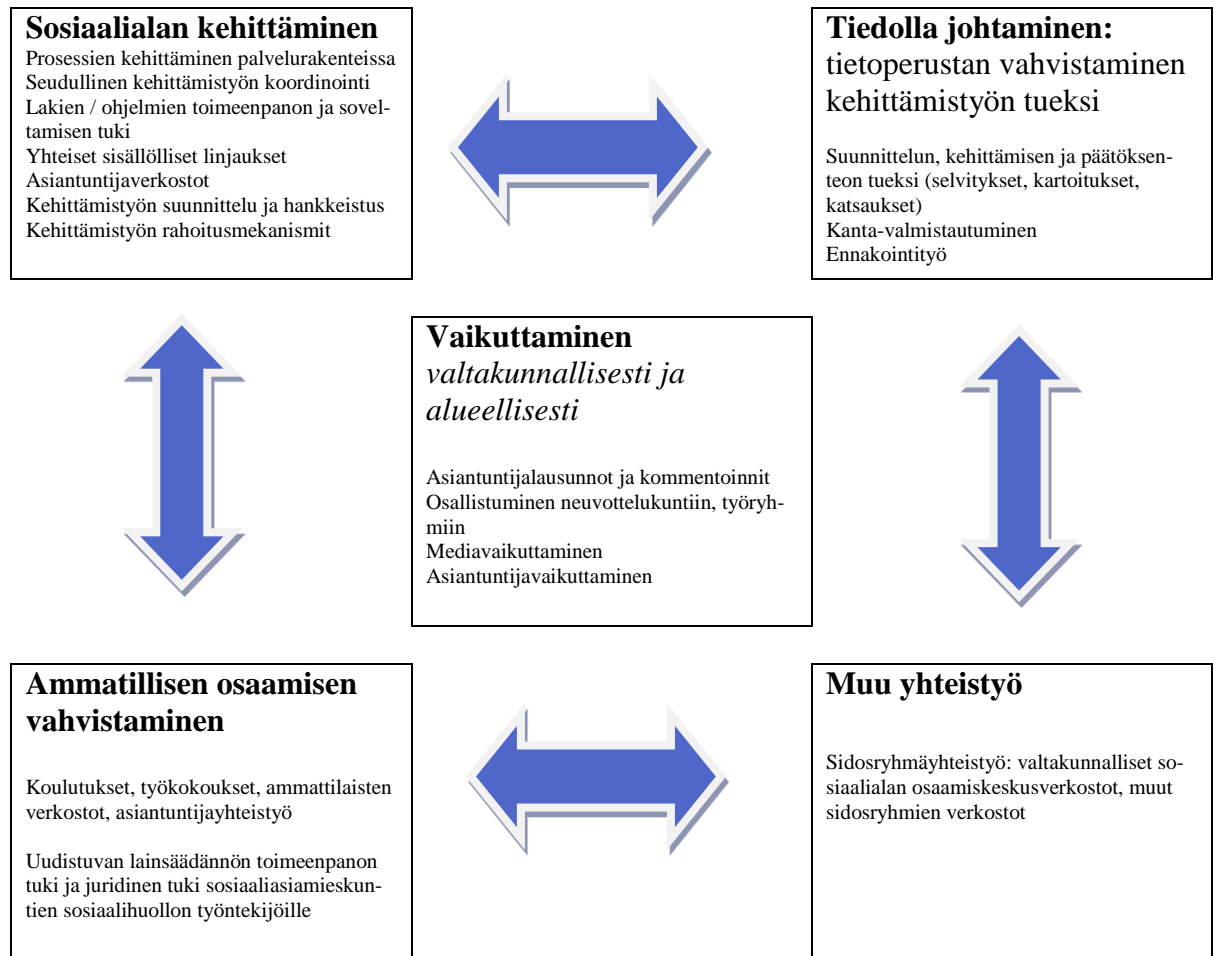 Sosiaalialan kehittäminen
Prosessien kehittäminen palvelurakenteissa
Seudullinen kehittämistyön koordinointi
Lakien / ohjelmien toimeenpanon ja sovel-
tamisen tuki
Yhteiset sisällölliset linjaukset
Asiantuntijaverkostot
Kehittämistyön suunnittelu ja hankkeistus
Kehittämistyön rahoitusmekanismit
Tiedolla johtaminen:
tietoperustan vahvistaminen
kehittämistyön tueksi
Suunnittelun, kehittämisen ja päätöksen-
teon tueksi (selvitykset, kartoitukset,
katsaukset)
Kanta-valmistautuminen
Ennakointityö
Vaikuttaminen
valtakunnallisesti ja
alueellisesti
Asiantuntijalausunnot ja kommentoinnit
Osallistuminen neuvottelukuntiin, työryh-
miin
Mediavaikuttaminen
Asiantuntijavaikuttaminen
Ammatillisen osaamisen
vahvistaminen
Koulutukset, työkokoukset, ammattilaisten
verkostot, asiantuntijayhteistyö
Uudistuvan lainsäädännön toimeenpanon
tuki ja juridinen tuki sosiaaliasiamieskun-
tien sosiaalihuollon työntekijöille
Muu yhteistyö
Sidosryhmäyhteistyö: valtakunnalliset so-
siaalialan osaamiskeskusverkostot, muut
sidosryhmien verkostot